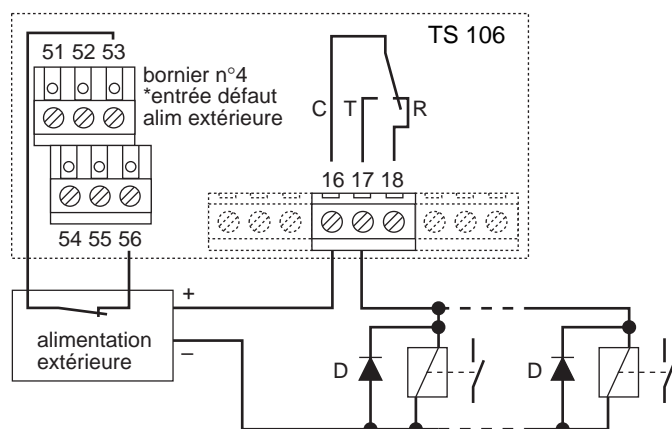 TS 106
51 52 53
bornier n°4
*entrée défaut
alim extérieure
C T R
16 17 18
54 55 56
+
alimentation
extérieure
–
D D